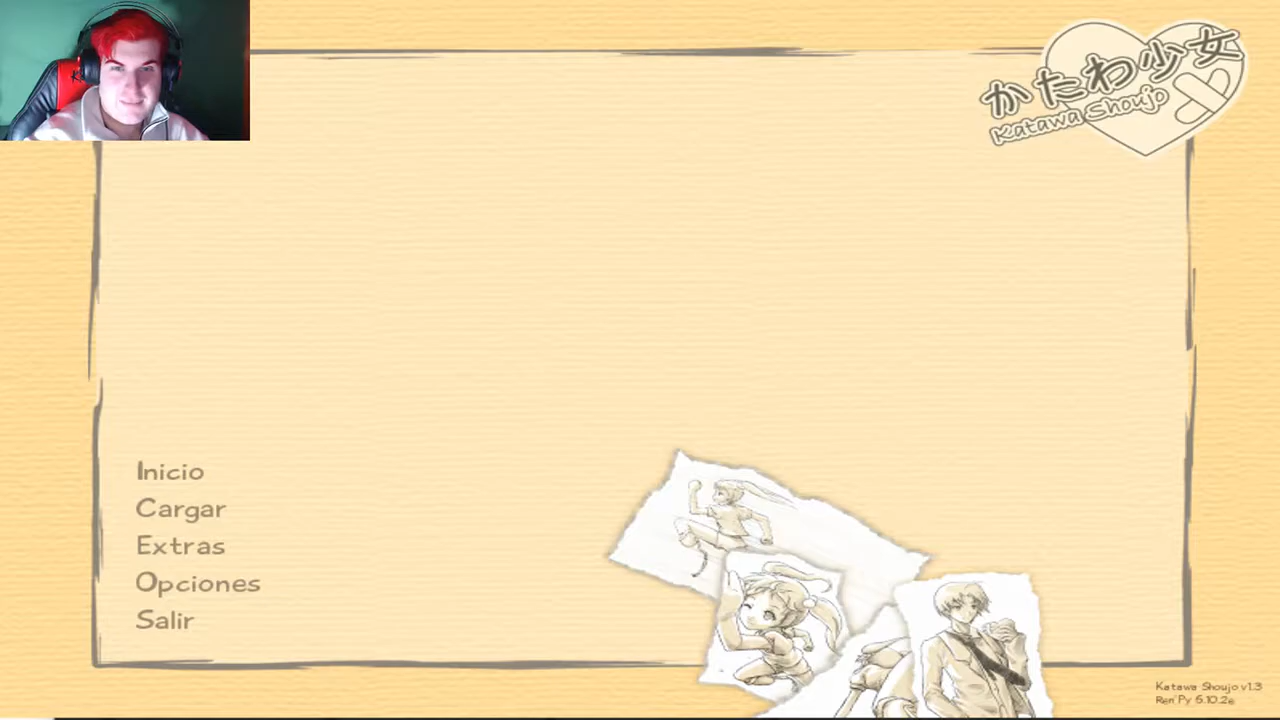 かたわ少女
Katawa Shoujo
Inicio
Cargar
Extras
Opciones
Salir
Katawa Shoujo v1.3
Ren'Py 6.10.2e